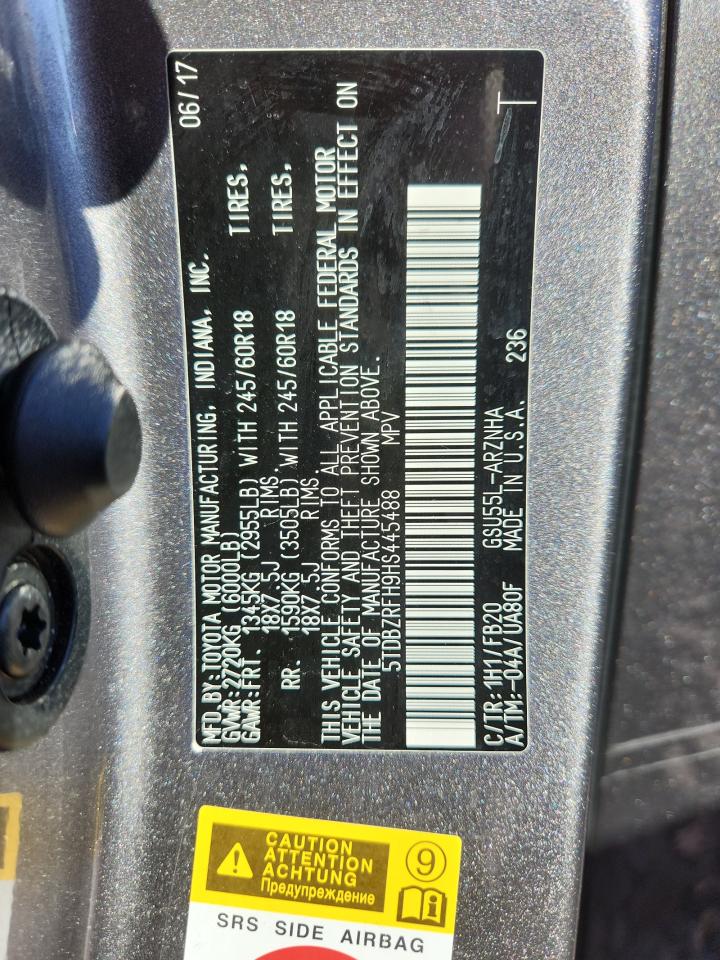 MFD.BY:TOYOTA MOTOR MANUFACTURING, INDIANA, INC. 06/17
GVWR:2720KG (6000LB)
GAWR:FRT. 1345KG (2955LB) WITH 245/60R18 TIRES,
18X7.5J RIMS.
RR. 1590KG (3505LB) WITH 245/60R18 TIRES,
18X7.5J RIMS.
THIS VEHICLE CONFORMS TO ALL APPLICABLE FEDERAL MOTOR
VEHICLE SAFETY AND THEFT PREVENTION STANDARDS IN EFFECT ON
THE DATE OF MANUFACTURE SHOWN ABOVE.
5TDBZRFH9HS445488 MPV
C/TR: 1H1/FB20 GSU55L-ARZNHA
A/TM:-04A/UA80F MADE IN U.S.A. 236
CAUTION
ATTENTION
ACHTUNG
Предупреждение
9
SRS SIDE AIRBAG